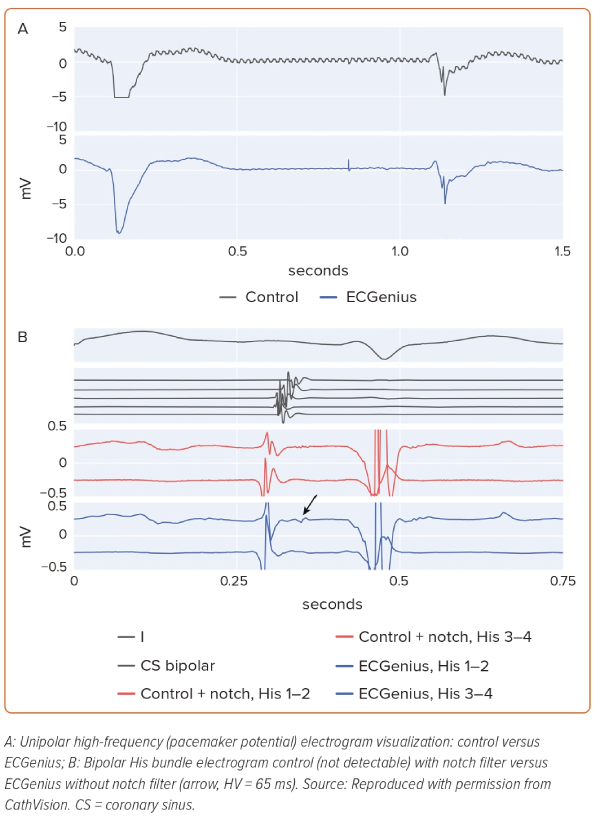 A
5
0
−5
−10
5
0
−5
−10
mV
0.0 0.5 1.0 1.5
seconds
Control ECGenius
B
0.5
0
−0.5
0.5
0
−0.5
mV
0 0.25 0.5 0.75
seconds
I Control + notch, His 3–4
CS bipolar ECGenius, His 1–2
Control + notch, His 1–2 ECGenius, His 3–4
A: Unipolar high-frequency (pacemaker potential) electrogram visualization: control versus
ECGenius; B: Bipolar His bundle electrogram control (not detectable) with notch filter versus
ECGenius without notch filter (arrow, HV = 65 ms). Source: Reproduced with permission from
CathVision. CS = coronary sinus.